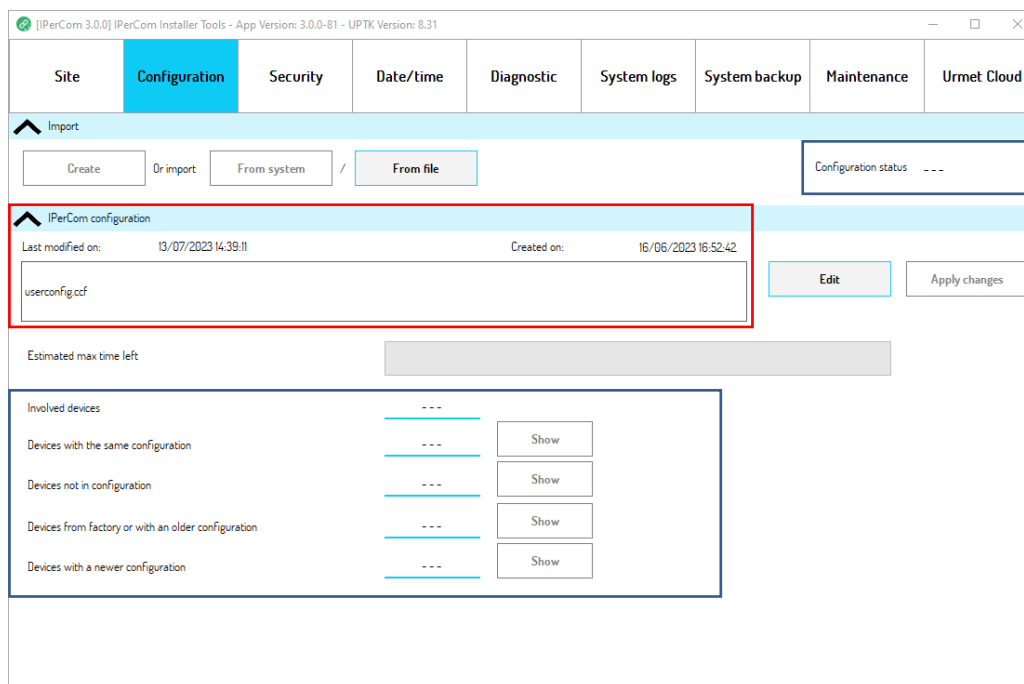 [IPerCom 3.0.0] IPerCom Installer Tools - App Version: 3.0.0-81 - UPTK Version: 8.31
Site Configuration Security Date/time Diagnostic System logs System backup Maintenance Urmet Cloud
Import
Create Or import From system / From file
Configuration status ---
IPerCom configuration
Last modified on: 13/07/2023 14:39:11 Created on: 16/06/2023 16:52:42
userconfig.ccf
Edit Apply changes
Estimated max time left
Involved devices ---
Devices with the same configuration --- Show
Devices not in configuration --- Show
Devices from factory or with an older configuration --- Show
Devices with a newer configuration --- Show